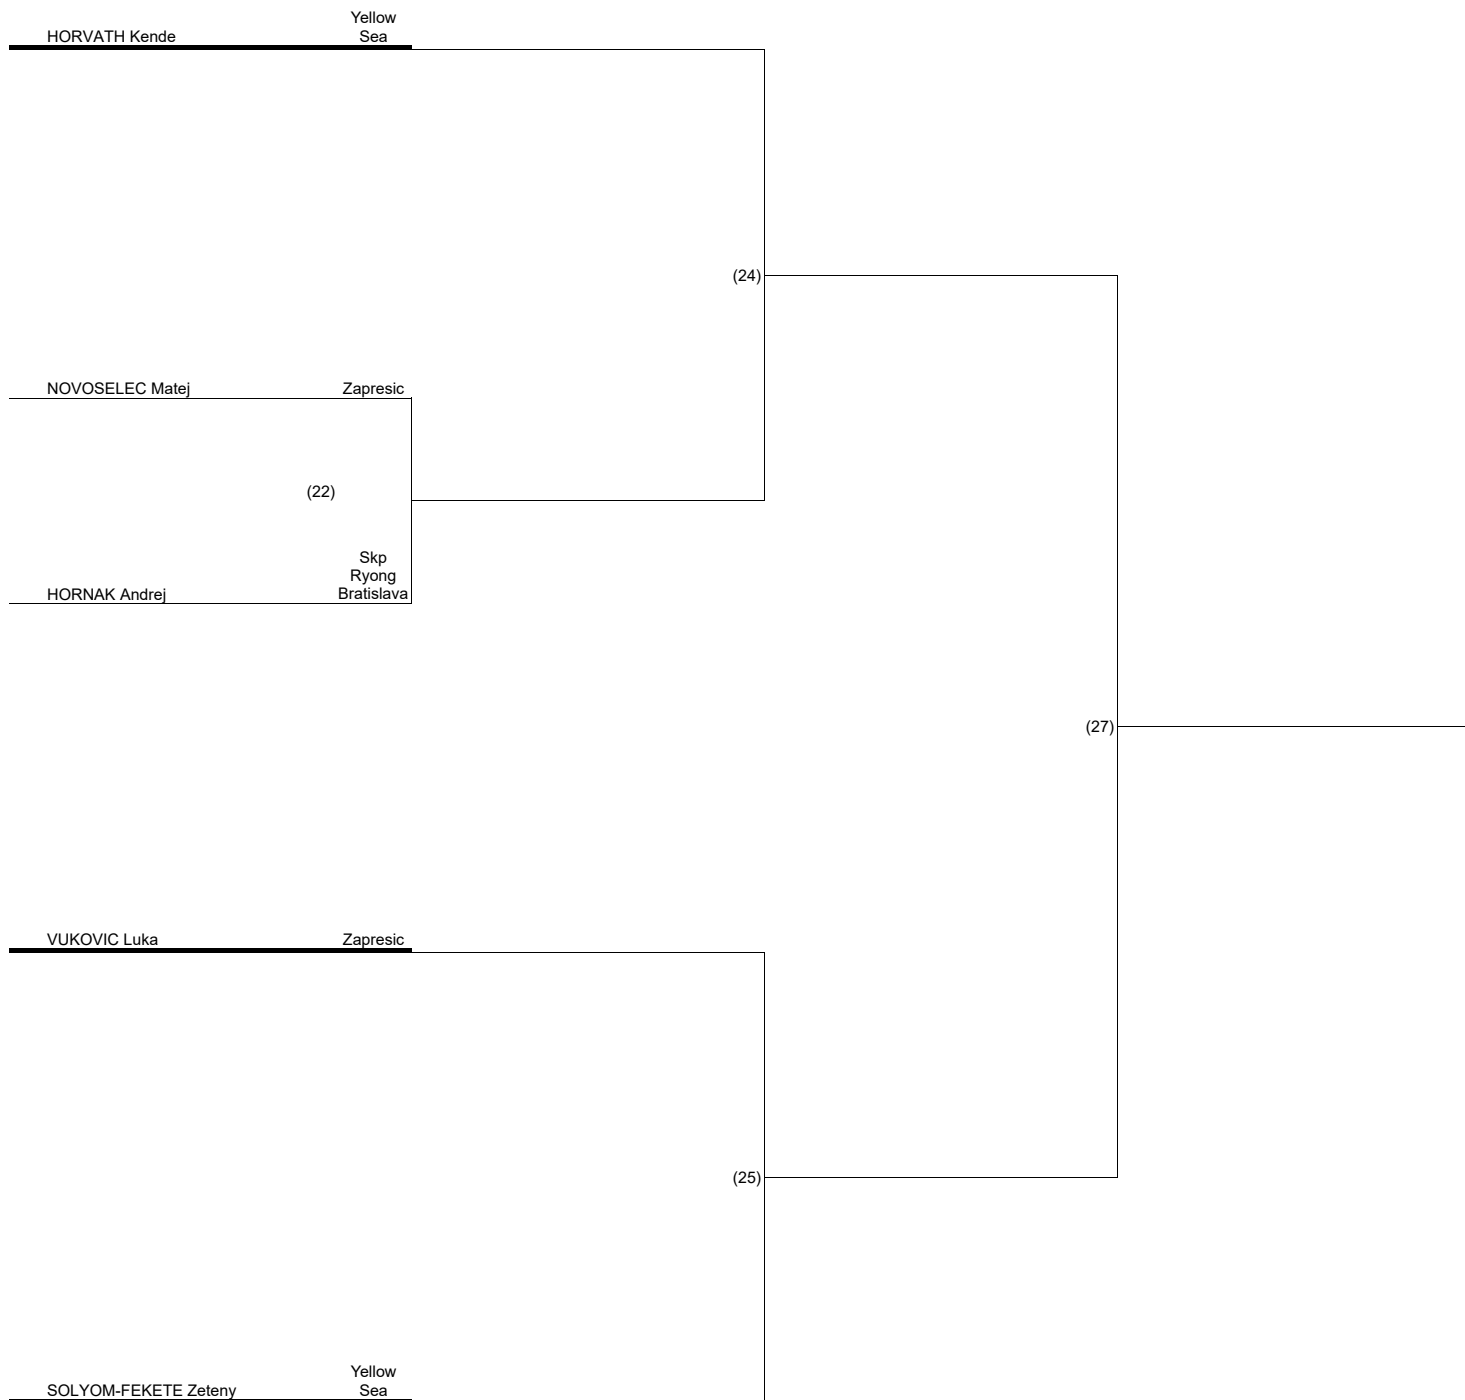 Yellow
HORVATH Kende Sea
(24)
NOVOSELEC Matej Zapresic
(22)
Skp
Ryong
HORNAK Andrej Bratislava
(27)
VUKOVIC Luka Zapresic
(25)
Yellow
SOLYOM-FEKETE Zeteny Sea